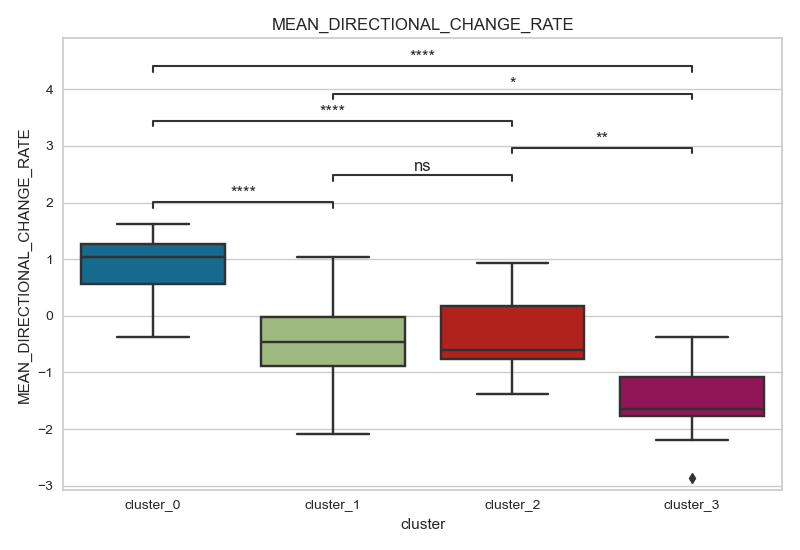 MEAN_DIRECTIONAL_CHANGE_RATE
****
*
****
**
ns
****
MEAN_DIRECTIONAL_CHANGE_RATE
4
3
2
1
0
−1
−2
−3
cluster_0 cluster_1 cluster_2 cluster_3
cluster